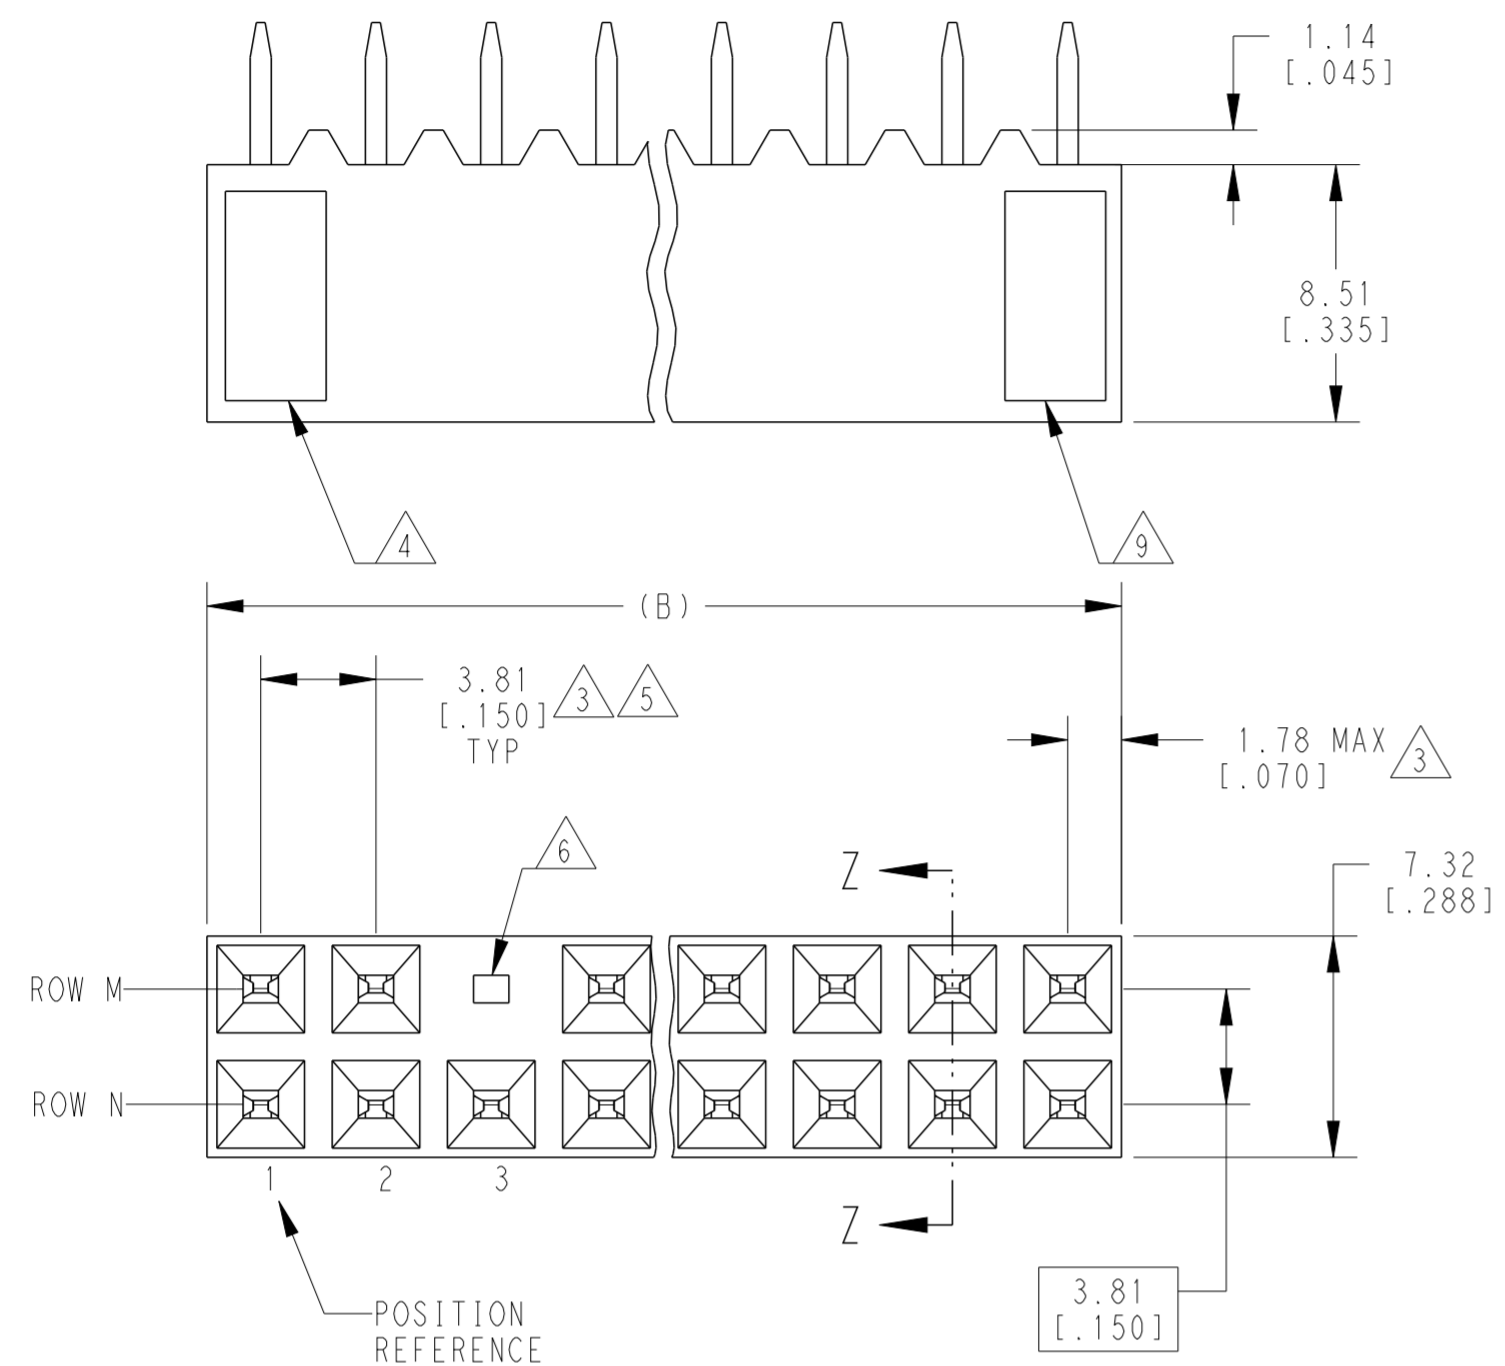 1.14
[.045]
8.51
[.335]
4
9
(B)
3.81
[.150]
TYP
3
5
1.78 MAX
[.070]
3
6
Z
7.32
[.288]
ROW M
ROW N
1 2 3
Z
POSITION
REFERENCE
3.81
[.150]